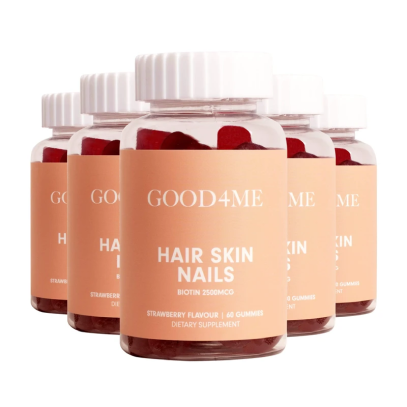 GOOD4ME
HAIR SKIN
NAILS
BIOTIN 2500MCG
STRAWBERRY FLAVOUR | 60 GUMMIES
DIETARY SUPPLEMENT